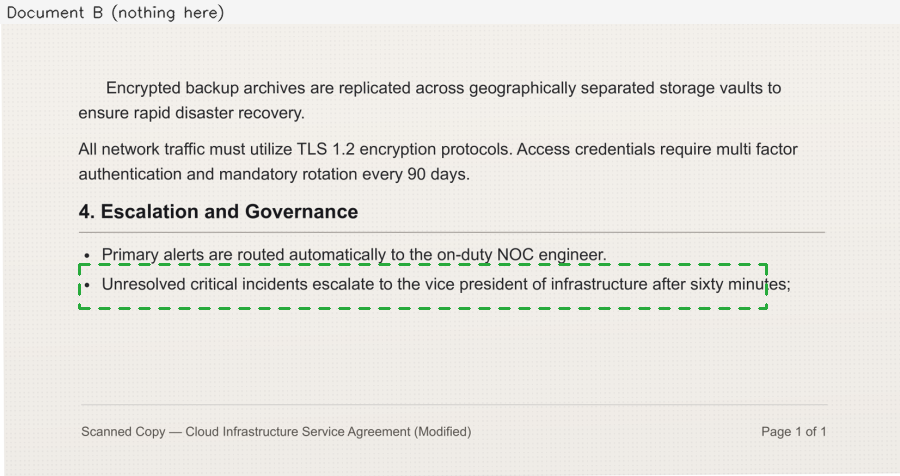 Document B (nothing here)
Encrypted backup archives are replicated across geographically separated storage vaults to
ensure rapid disaster recovery.
All network traffic must utilize TLS 1.2 encryption protocols. Access credentials require multi factor
authentication and mandatory rotation every 90 days.
4. Escalation and Governance
• Primary alerts are routed automatically to the on-duty NOC engineer.
• Unresolved critical incidents escalate to the vice president of infrastructure after sixty minutes;
Scanned Copy — Cloud Infrastructure Service Agreement (Modified)
Page 1 of 1